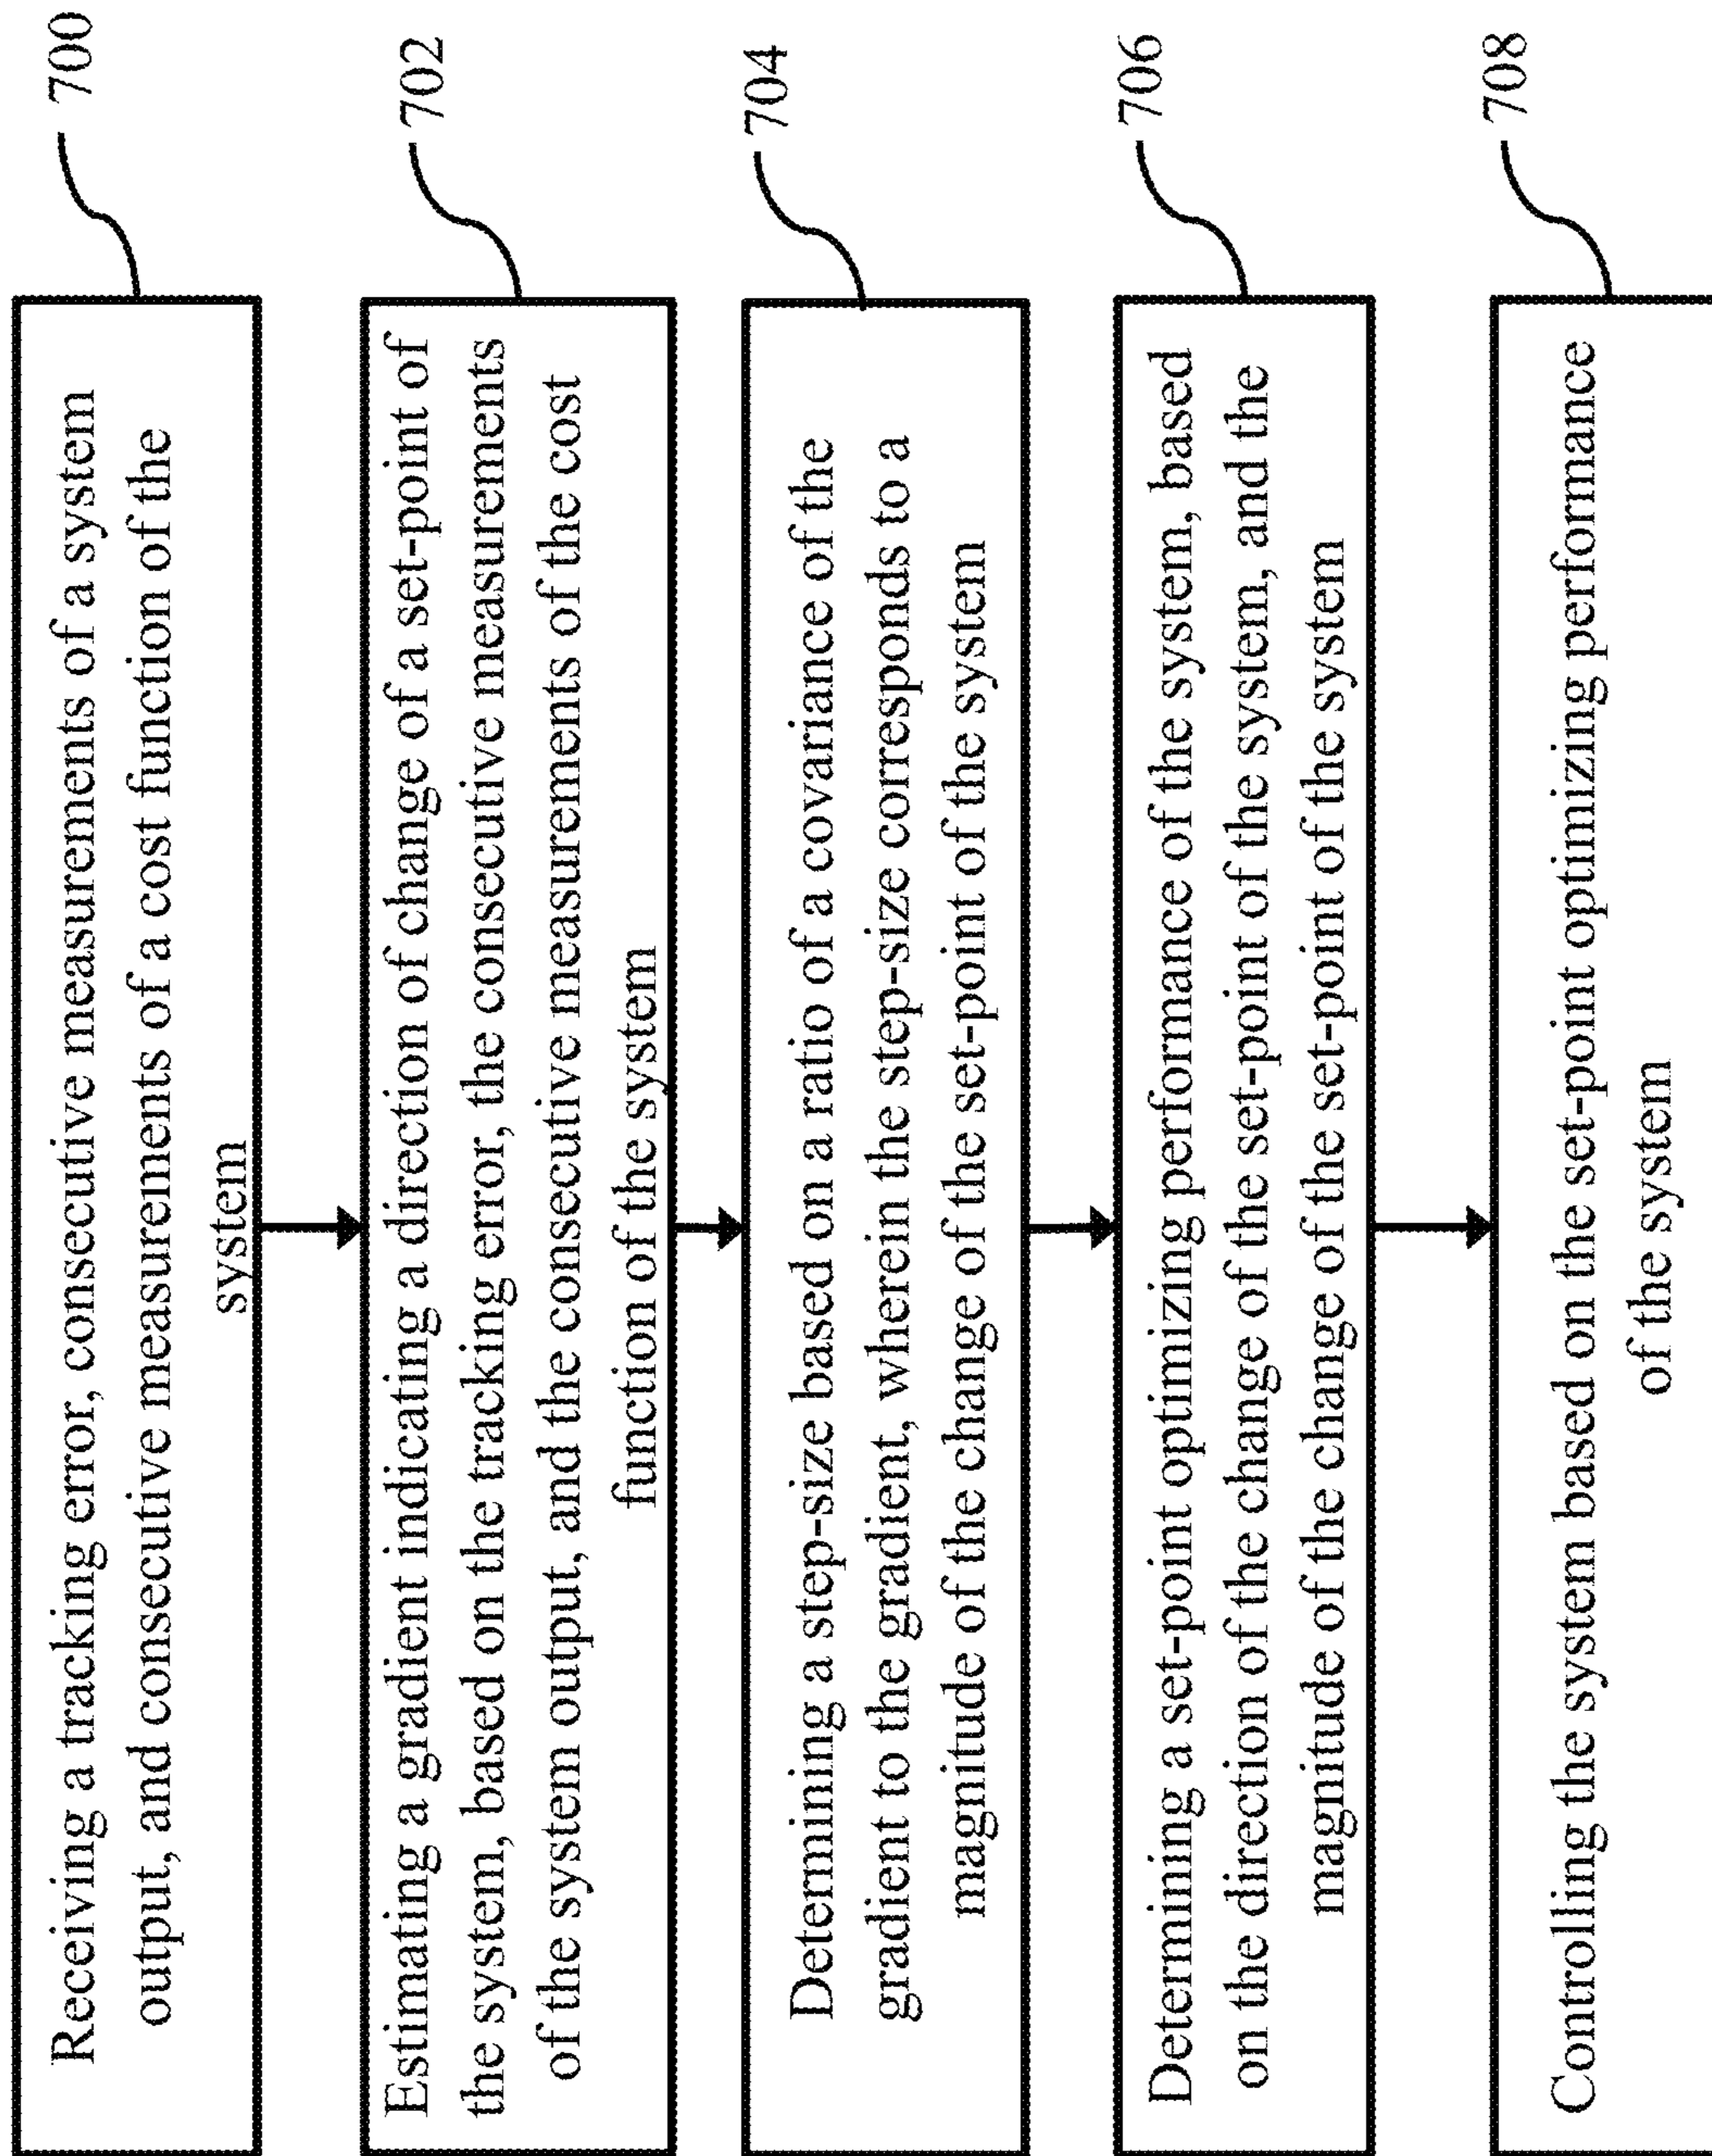 Receiving a tracking error, consecutive measurements of a system
output, and consecutive measurements of a cost function of the
system
700
Estimating a gradient indicating a direction of change of a set-point of
the system, based on the tracking error, the consecutive measurements
of the system output, and the consecutive measurements of the cost
function of the system
702
Determining a step-size based on a ratio of a covariance of the
gradient to the gradient, wherein the step-size corresponds to a
magnitude of the change of the set-point of the system
704
Determining a set-point optimizing performance of the system, based
on the direction of the change of the set-point of the system, and the
magnitude of the change of the set-point of the system
706
Controlling the system based on the set-point optimizing performance
of the system
708